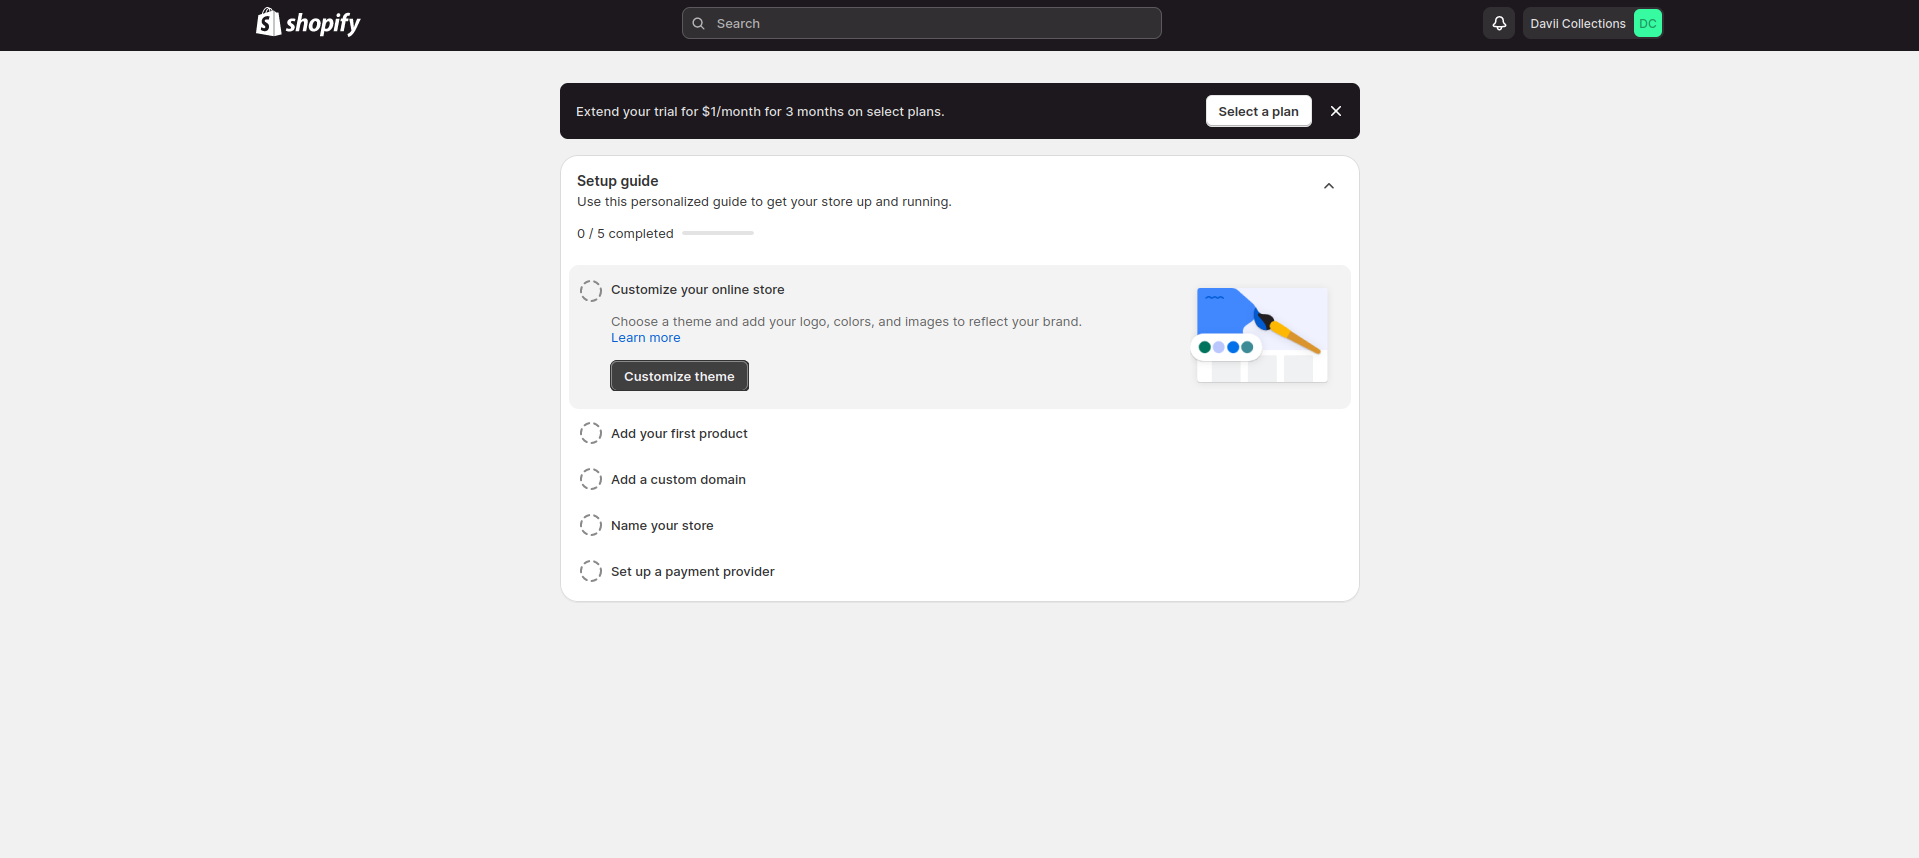 shopify
Search
Davii Collections
DC
Extend your trial for $1/month for 3 months on select plans.
Select a plan
Setup guide
Use this personalized guide to get your store up and running.
0 / 5 completed
Customize your online store
Choose a theme and add your logo, colors, and images to reflect your brand.
Learn more
Customize theme
Add your first product
Add a custom domain
Name your store
Set up a payment provider